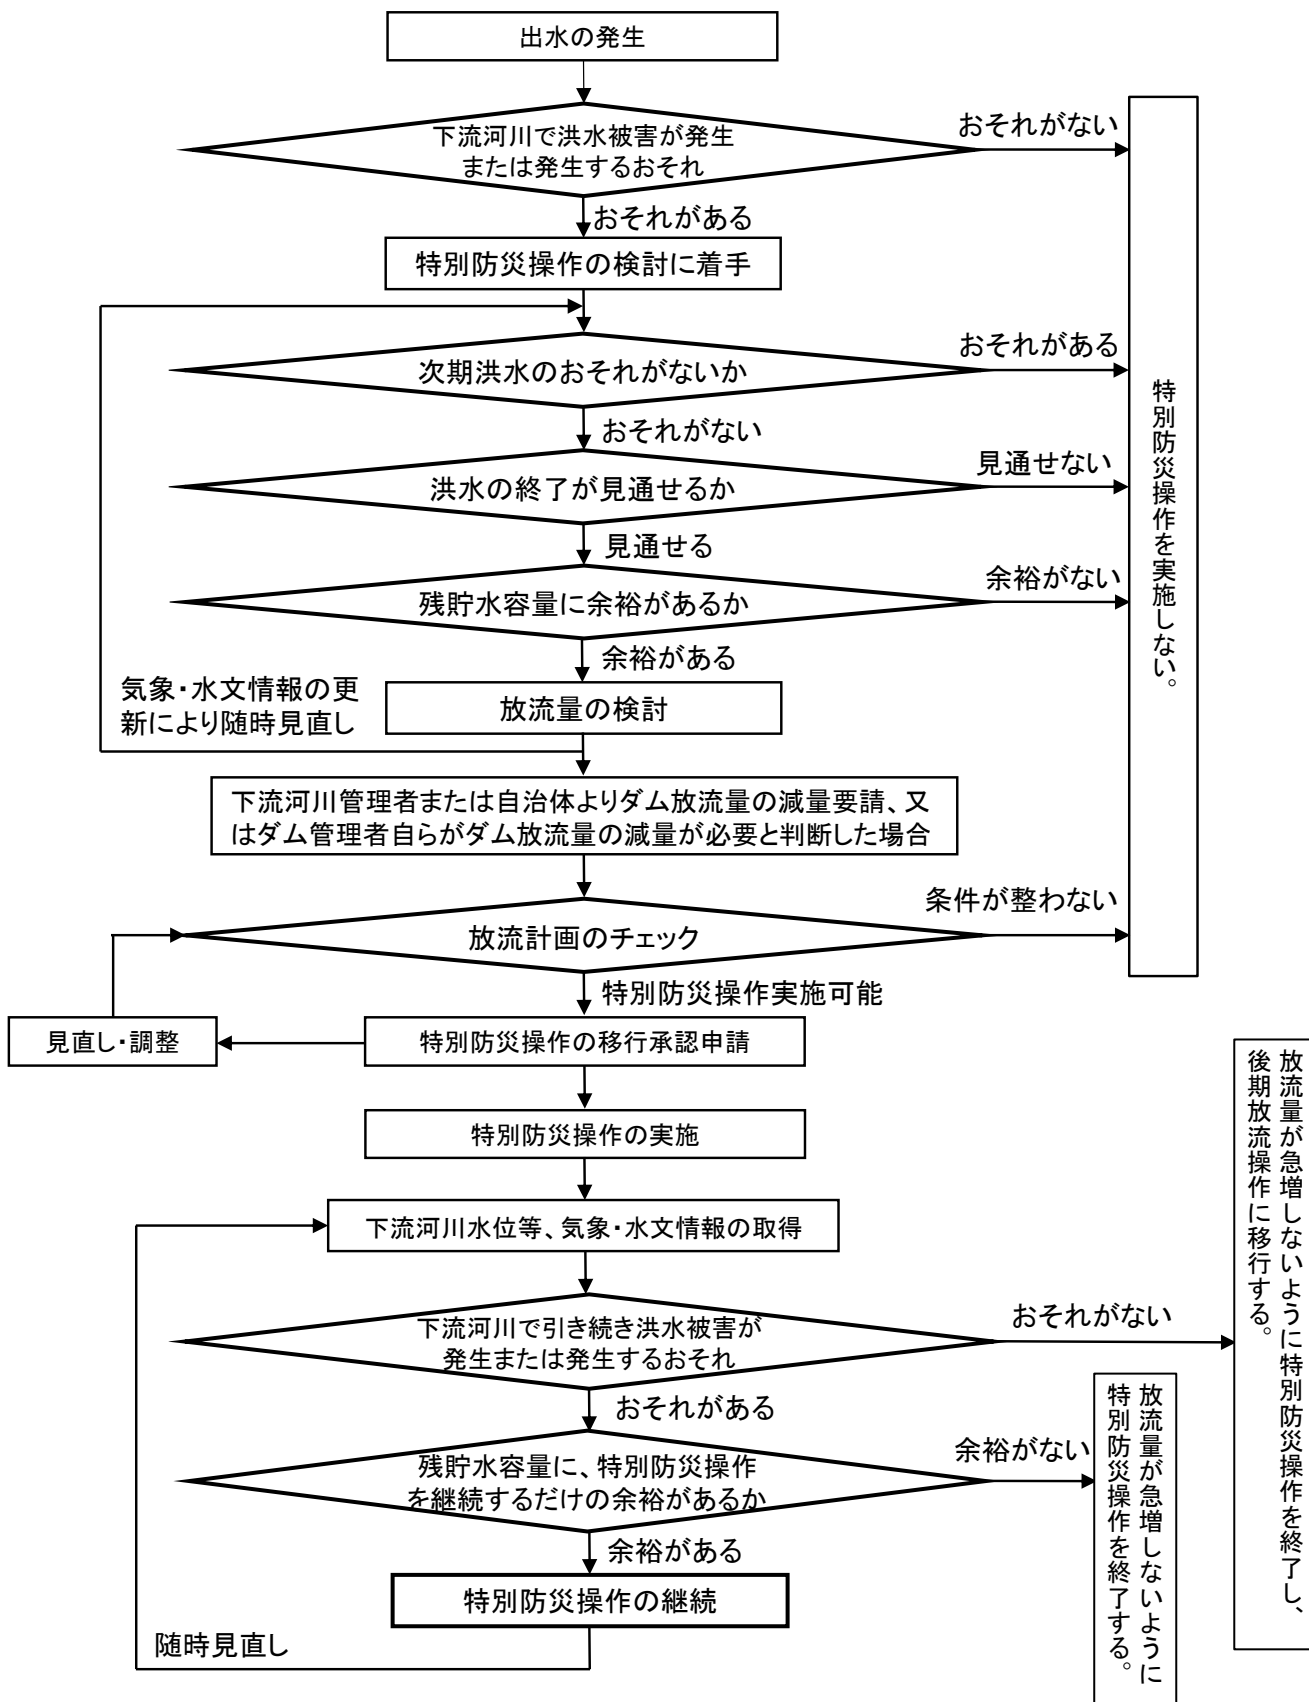 出水の発生
下流河川で洪水被害が発生
または発生するおそれ
おそれがない
おそれがある
特別防災操作の検討に着手
次期洪水のおそれがないか
おそれがある
おそれがない
洪水の終了が見通せるか
見通せない
見通せる
残貯水容量に余裕があるか
余裕がない
余裕がある
特別防災操作を実施しない。
気象・水文情報の更
新により随時見直し
放流量の検討
下流河川管理者または自治体よりダム放流量の減量要請、又
はダム管理者自らがダム放流量の減量が必要と判断した場合
放流計画のチェック
条件が整わない
特別防災操作実施可能
見直し・調整
特別防災操作の移行承認申請
特別防災操作の実施
下流河川水位等、気象・水文情報の取得
下流河川で引き続き洪水被害が
発生または発生するおそれ
おそれがない
放流量が急増しないように特別防災操作を終了し、
後期放流操作に移行する。
おそれがある
残貯水容量に、特別防災操作
を継続するだけの余裕があるか
余裕がない
放流量が急増しないように
特別防災操作を終了する。
余裕がある
特別防災操作の継続
随時見直し